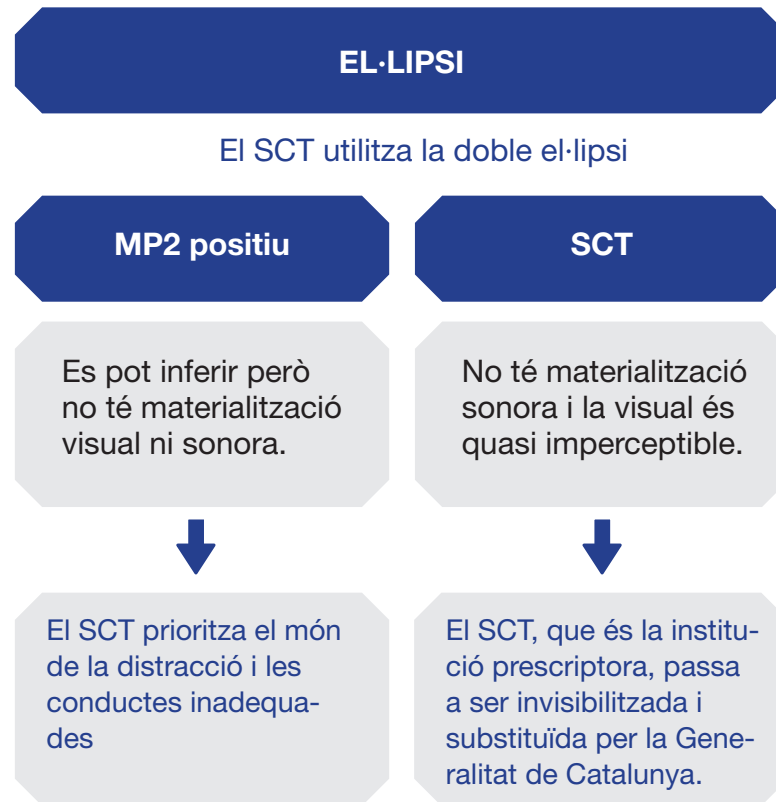 EL·LIPSI
El SCT utilitza la doble el·lipsi
MP2 positiu
Es pot inferir però
no té materialització
visual ni sonora.
El SCT prioritza el món
de la distracció i les
conductes inadequa-
des
SCT
No té materialització
sonora i la visual és
quasi imperceptible.
El SCT, que és la institu-
ció prescriptora, passa
a ser invisibilitzada i
substituïda per la Gene-
ralitat de Catalunya.